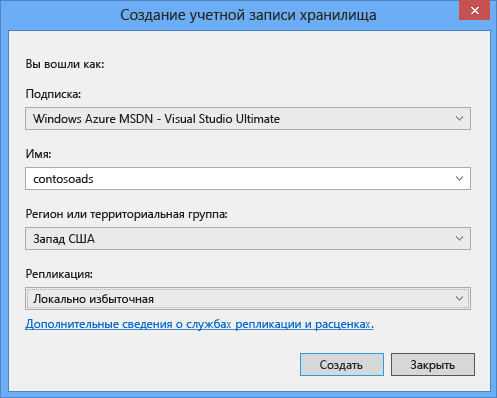 Создание учетной записи хранилища
Вы вошли как:
Подписка:
Windows Azure MSDN - Visual Studio Ultimate
Имя:
contosoads
Регион или территориальная группа:
Запад США
Репликация:
Локально избыточная
Дополнительные сведения о службах репликации и расценках.
Создать Закрыть